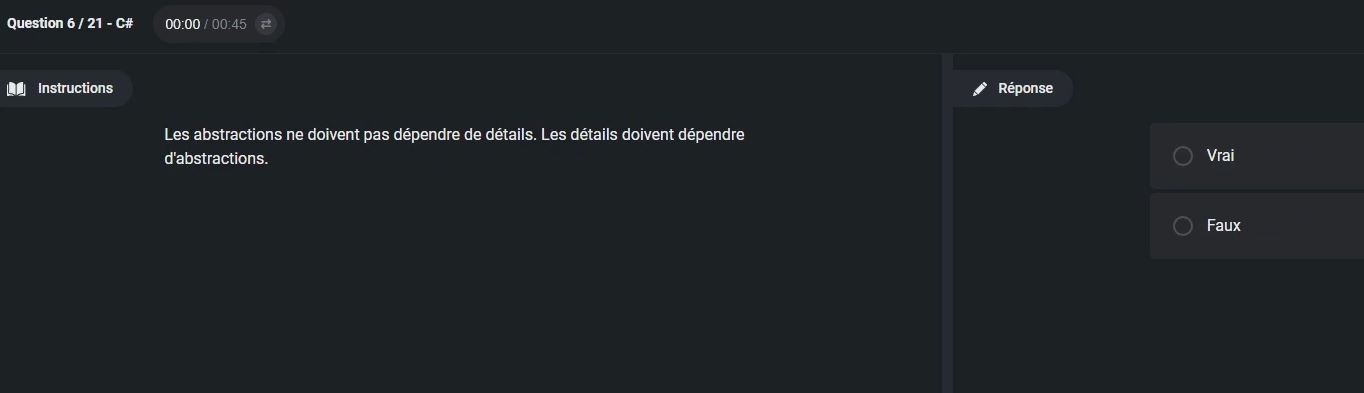 Question 6 / 21 - C#
00:00 / 00:45
Instructions
Réponse
Les abstractions ne doivent pas dépendre de détails. Les détails doivent dépendre
d'abstractions.
Vrai
Faux